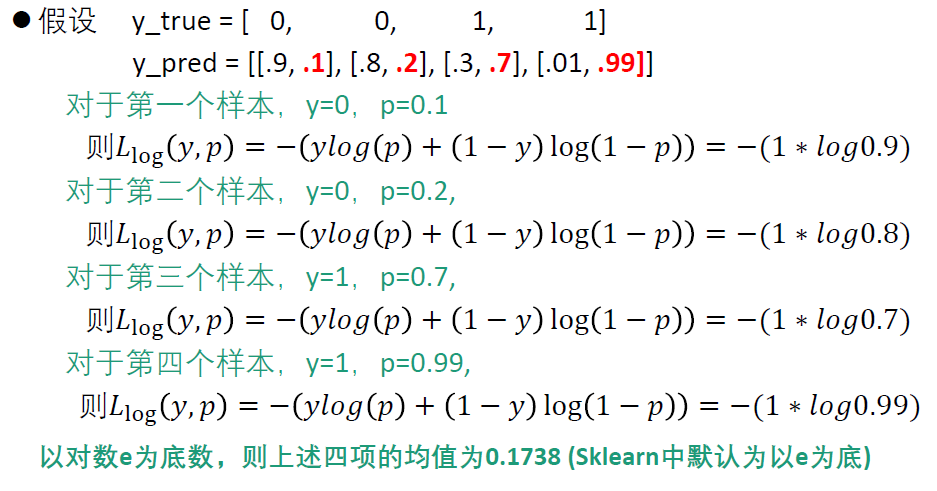 ● 假设 y_true = [ 0, 0, 1, 1]
y_pred = [[.9, .1], [.8, .2], [.3, .7], [.01, .99]]
对于第一个样本，y=0，p=0.1
则L_log(y, p) = −(ylog(p) + (1 − y) log(1 − p)) = −(1 ∗ log0.9)
对于第二个样本，y=0，p=0.2,
则L_log(y, p) = −(ylog(p) + (1 − y) log(1 − p)) = −(1 ∗ log0.8)
对于第三个样本，y=1，p=0.7,
则L_log(y, p) = −(ylog(p) + (1 − y) log(1 − p)) = −(1 ∗ log0.7)
对于第四个样本，y=1，p=0.99,
则L_log(y, p) = −(ylog(p) + (1 − y) log(1 − p)) = −(1 ∗ log0.99)
以对数e为底数，则上述四项的均值为0.1738 (Sklearn中默认为以e为底)